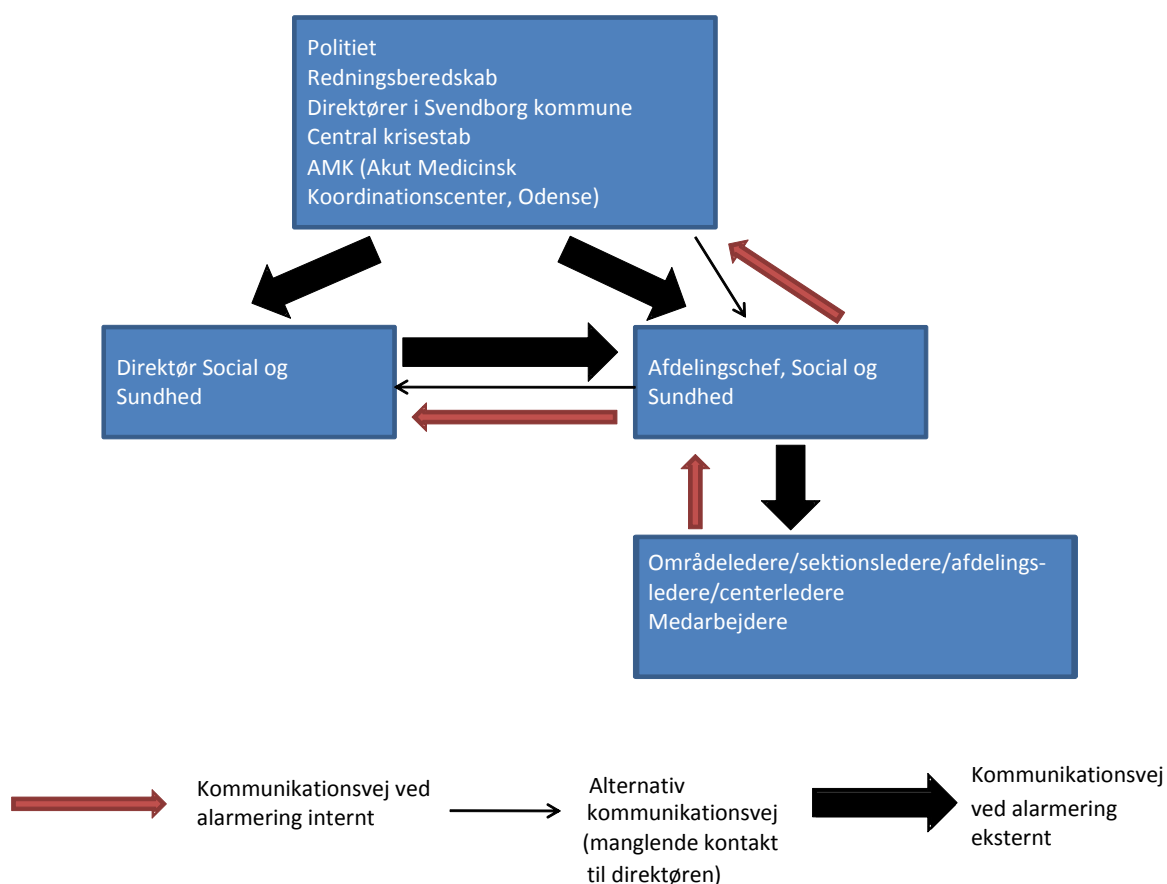 Politiet
Redningsberedskab
Direktører i Svendborg kommune
Central krisestab
AMK (Akut Medicinsk
Koordinationscenter, Odense)
Direktør Social og
Sundhed
Afdelingschef, Social og
Sundhed
Områdeledere/sektionsledere/afdelings-
ledere/centerledere
Medarbejdere
Kommunikationsvej ved
alarmering internt
Alternativ
kommunikationsvej
(manglende kontakt
til direktøren)
Kommunikationsvej
ved alarmering
eksternt